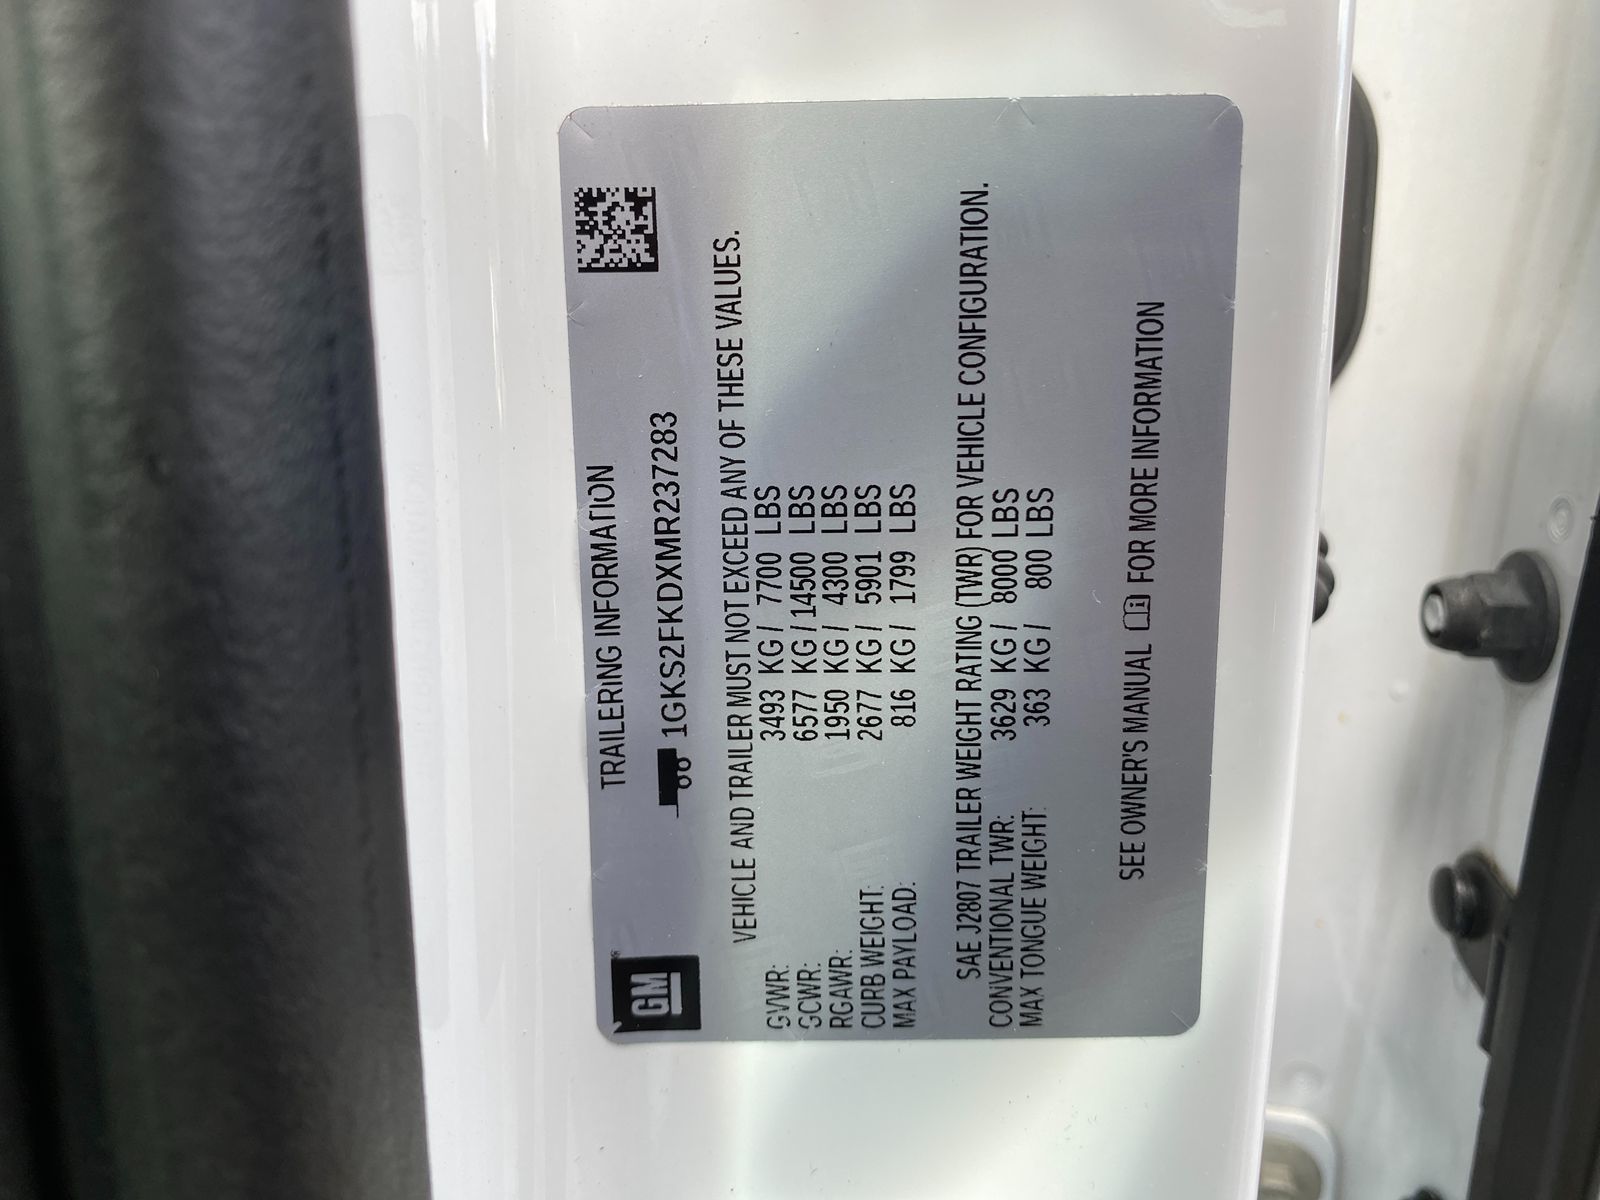 GM
TRAILERING INFORMATION
1GKS2FKDXMR237283
VEHICLE AND TRAILER MUST NOT EXCEED ANY OF THESE VALUES.
GVWR: 3493 KG / 7700 LBS
GCWR: 6577 KG / 14500 LBS
RGAWR: 1950 KG / 4300 LBS
CURB WEIGHT: 2677 KG / 5901 LBS
MAX PAYLOAD: 816 KG / 1799 LBS
SAE J2807 TRAILER WEIGHT RATING (TWR) FOR VEHICLE CONFIGURATION.
CONVENTIONAL TWR: 3629 KG / 8000 LBS
MAX TONGUE WEIGHT: 363 KG / 800 LBS
SEE OWNER'S MANUAL FOR MORE INFORMATION